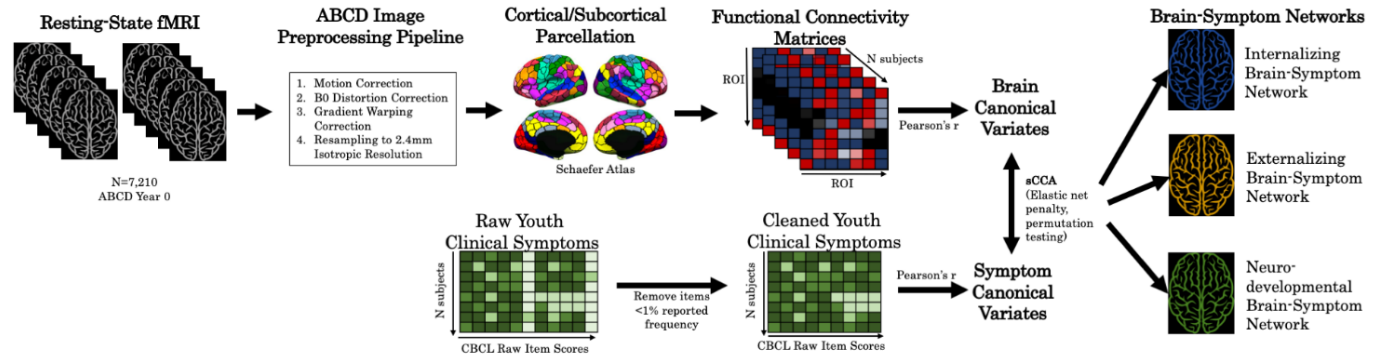 Resting-State fMRI
N=7,210
ABCD Year 0
ABCD Image
Preprocessing Pipeline
1. Motion Correction
2. B0 Distortion Correction
3. Gradient Warping
Correction
4. Resampling to 2.4mm
Isotropic Resolution
Cortical/Subcortical
Parcellation
Schaefer Atlas
Functional Connectivity
Matrices
N subjects
ROI
ROI
Pearson's r
Brain
Canonical
Variates
sCCA
(Elastic net
penalty,
permutation
testing)
Raw Youth
Clinical Symptoms
N subjects
CBCL Raw Item Scores
Remove items
<1% reported
frequency
Cleaned Youth
Clinical Symptoms
N subjects
CBCL Raw Item Scores
Pearson's r
Symptom
Canonical
Variates
Brain-Symptom Networks
Internalizing
Brain-Symptom
Network
Externalizing
Brain-Symptom
Network
Neuro-
developmental
Brain-Symptom
Network